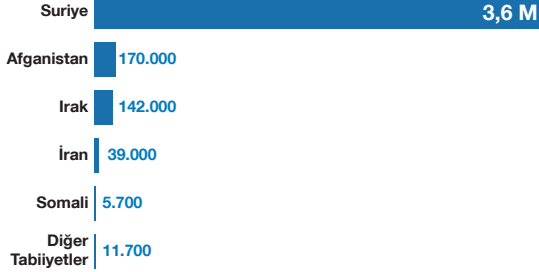 Suriye 3,6 M
Afganistan 170.000
Irak 142.000
İran 39.000
Somali 5.700
Diğer
Tabiiyetler 11.700